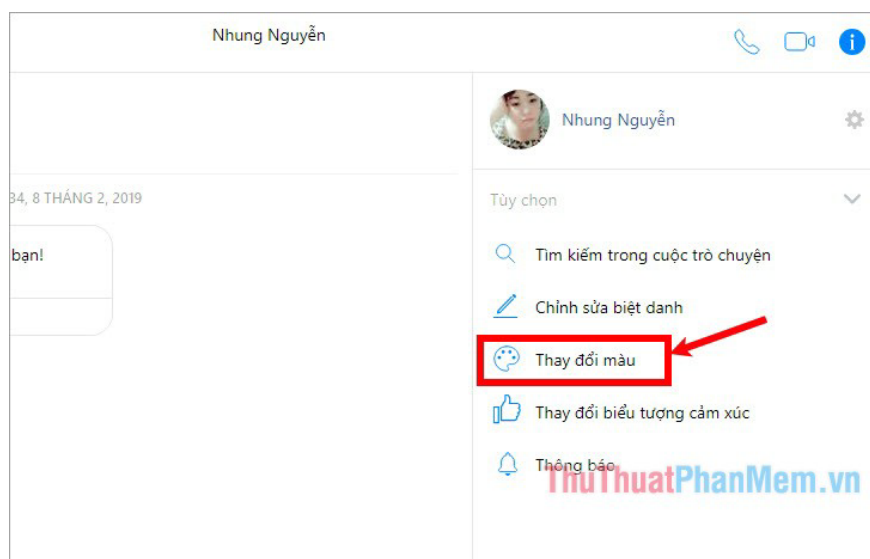 Nhung Nguyễn
Nhung Nguyễn
34, 8 THÁNG 2, 2019
Tùy chọn
bạn!
Tìm kiếm trong cuộc trò chuyện
Chỉnh sửa biệt danh
Thay đổi màu
Thay đổi biểu tượng cảm xúc
Thông báo
ThuThuatPhanMem.vn